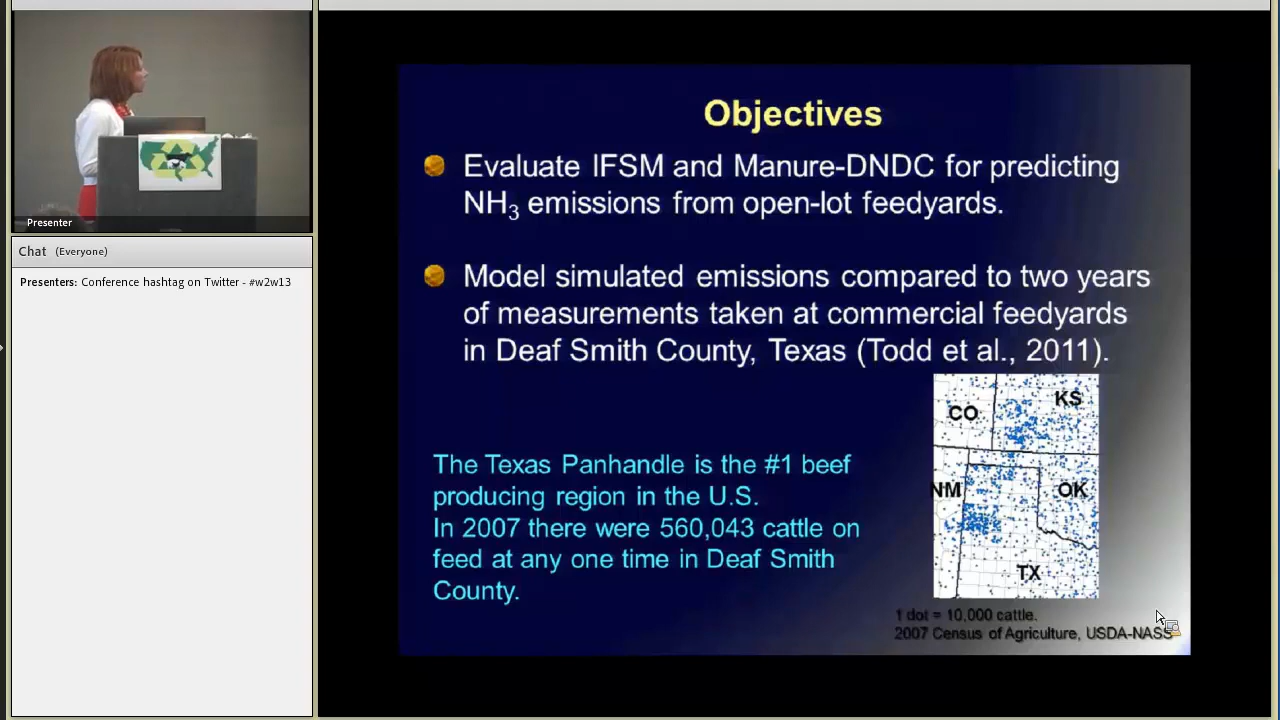 Presenter
Chat (Everyone)
Presenters: Conference hashtag on Twitter - #w2w13
Objectives
Evaluate IFSM and Manure-DNDC for predicting
NH3 emissions from open-lot feedyards.
Model simulated emissions compared to two years
of measurements taken at commercial feedyards
in Deaf Smith County, Texas (Todd et al., 2011).
The Texas Panhandle is the #1 beef
producing region in the U.S.
In 2007 there were 560,043 cattle on
feed at any one time in Deaf Smith
County.
CO
KS
NM
OK
TX
1 dot = 10,000 cattle.
2007 Census of Agriculture, USDA-NASS